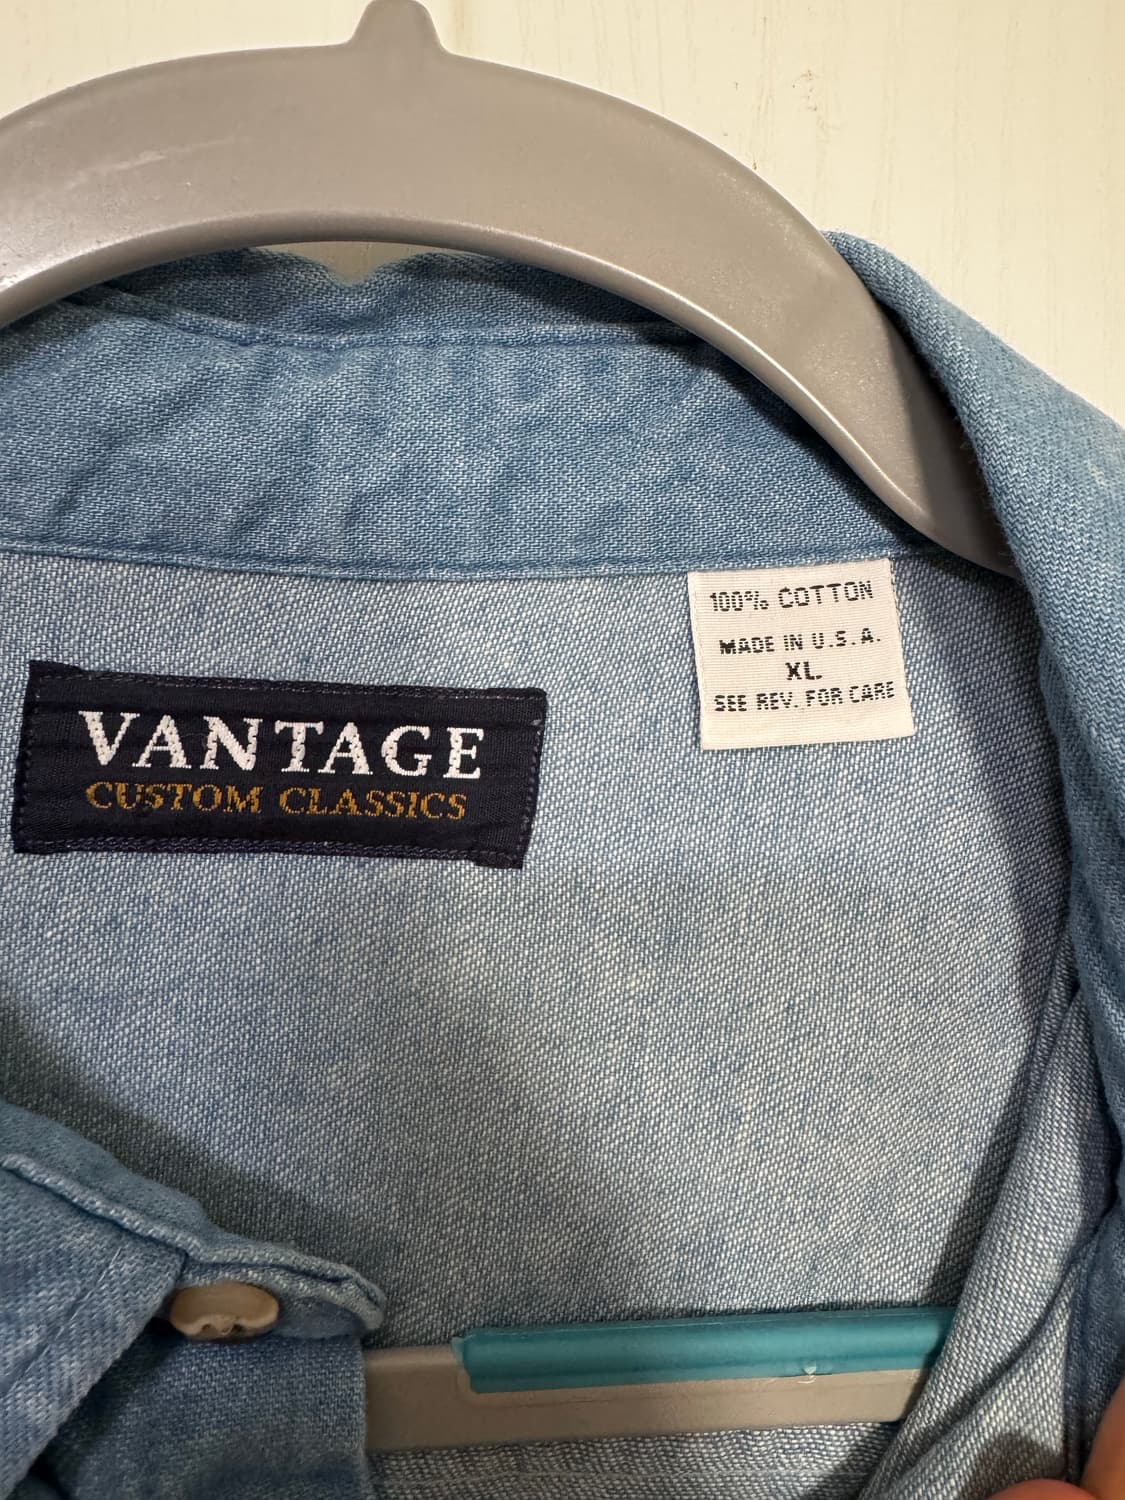 VANTAGE
CUSTOM CLASSICS
100% COTTON
MADE IN U.S.A.
XL.
SEE REV. FOR CARE